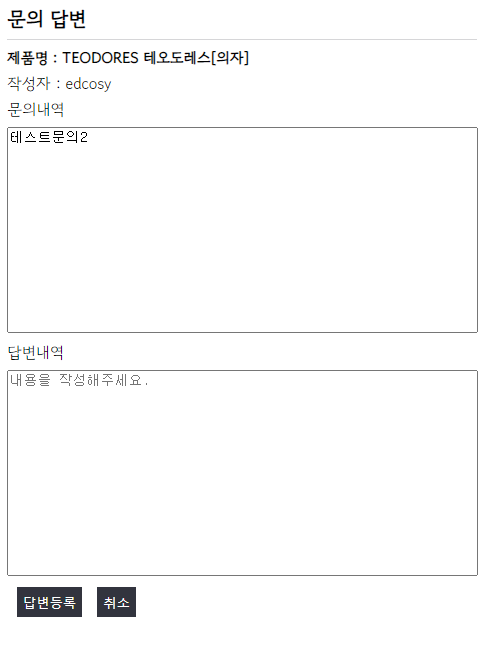 문의 답변
제품명 : TEODORES 테오도레스[의자]
작성자 : edcosy
문의내역
테스트문의2
답변내역
내용을 작성해주세요.
답변등록 취소